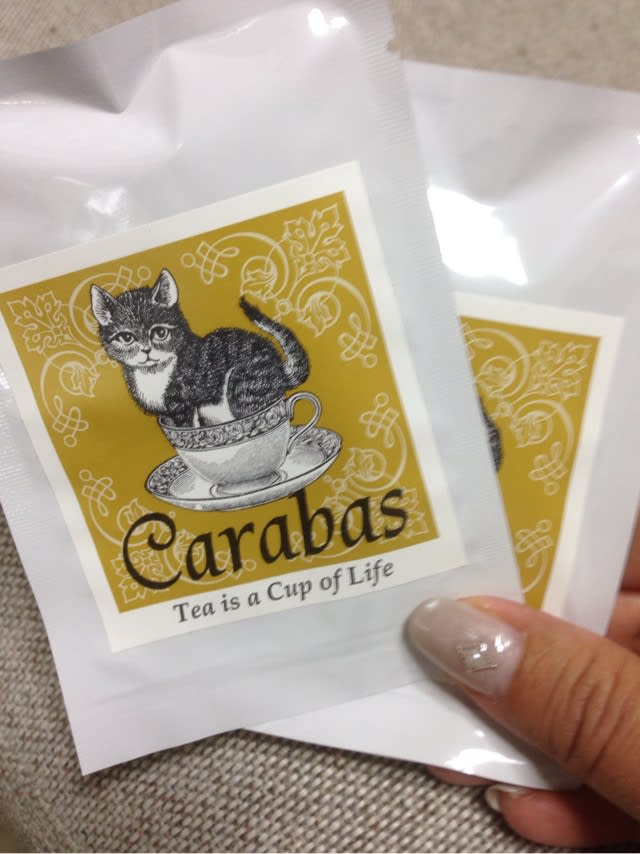 Carabas
Tea is a Cup of Life